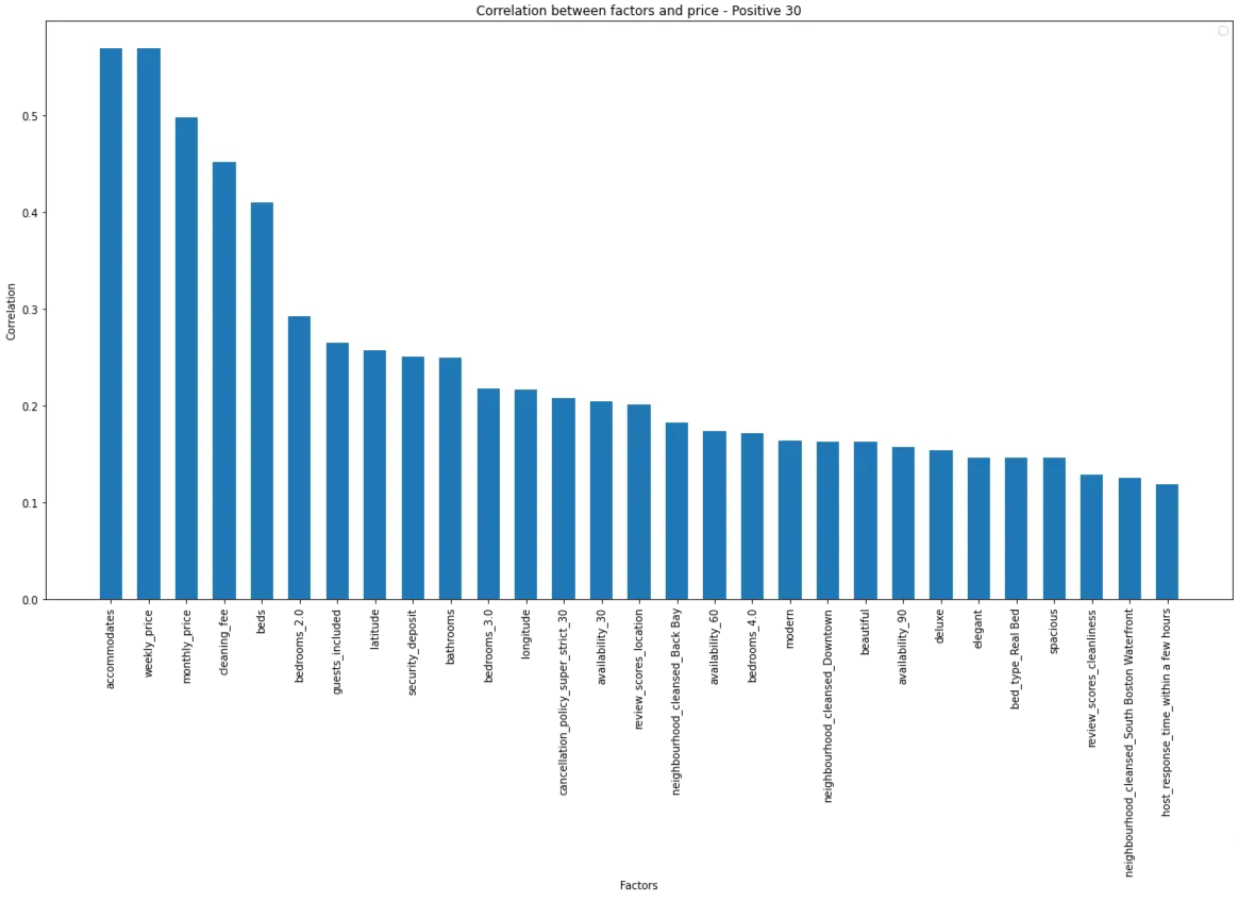 Correlation between factors and price - Positive 30
Correlation
0.5
0.4
0.3
0.2
0.1
0.0
accommodates
weekly_price
monthly_price
cleaning_fee
beds
bedrooms_2.0
guests_included
latitude
security_deposit
bathrooms
bedrooms_3.0
longitude
cancellation_policy_super_strict_30
availability_30
review_scores_location
neighbourhood_cleansed_Back Bay
availability_60
bedrooms_4.0
modern
neighbourhood_cleansed_Downtown
beautiful
availability_90
deluxe
elegant
bed_type_Real Bed
spacious
review_scores_cleanliness
neighbourhood_cleansed_South Boston Waterfront
host_response_time_within a few hours
Factors